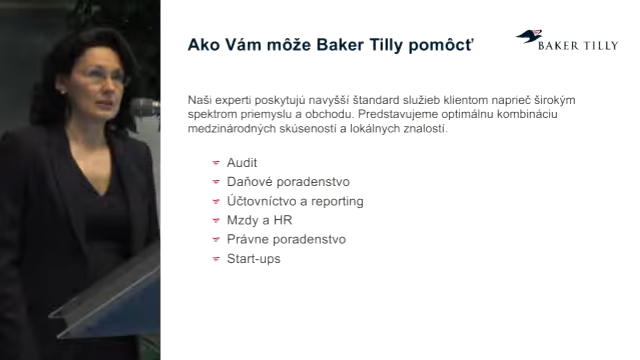 Ako Vám môže Baker Tilly pomôcť
BAKER TILLY
Naši experti poskytujú navyšší štandard služieb klientom naprieč širokým
spektrom priemyslu a obchodu. Predstavujeme optimálnu kombináciu
medzinárodných skúseností a lokálnych znalostí.
Audit
Daňové poradenstvo
Účtovníctvo a reporting
Mzdy a HR
Právne poradenstvo
Start-ups